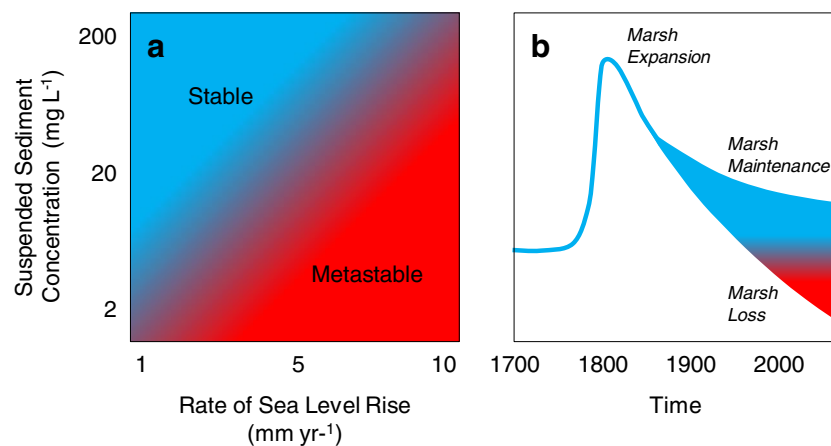 a
Stable
Metastable
200
20
2
Suspended Sediment
Concentration (mg L-1)
1 5 10
Rate of Sea Level Rise
(mm yr-1)
b
Marsh
Expansion
Marsh
Maintenance
Marsh
Loss
1700 1800 1900 2000
Time